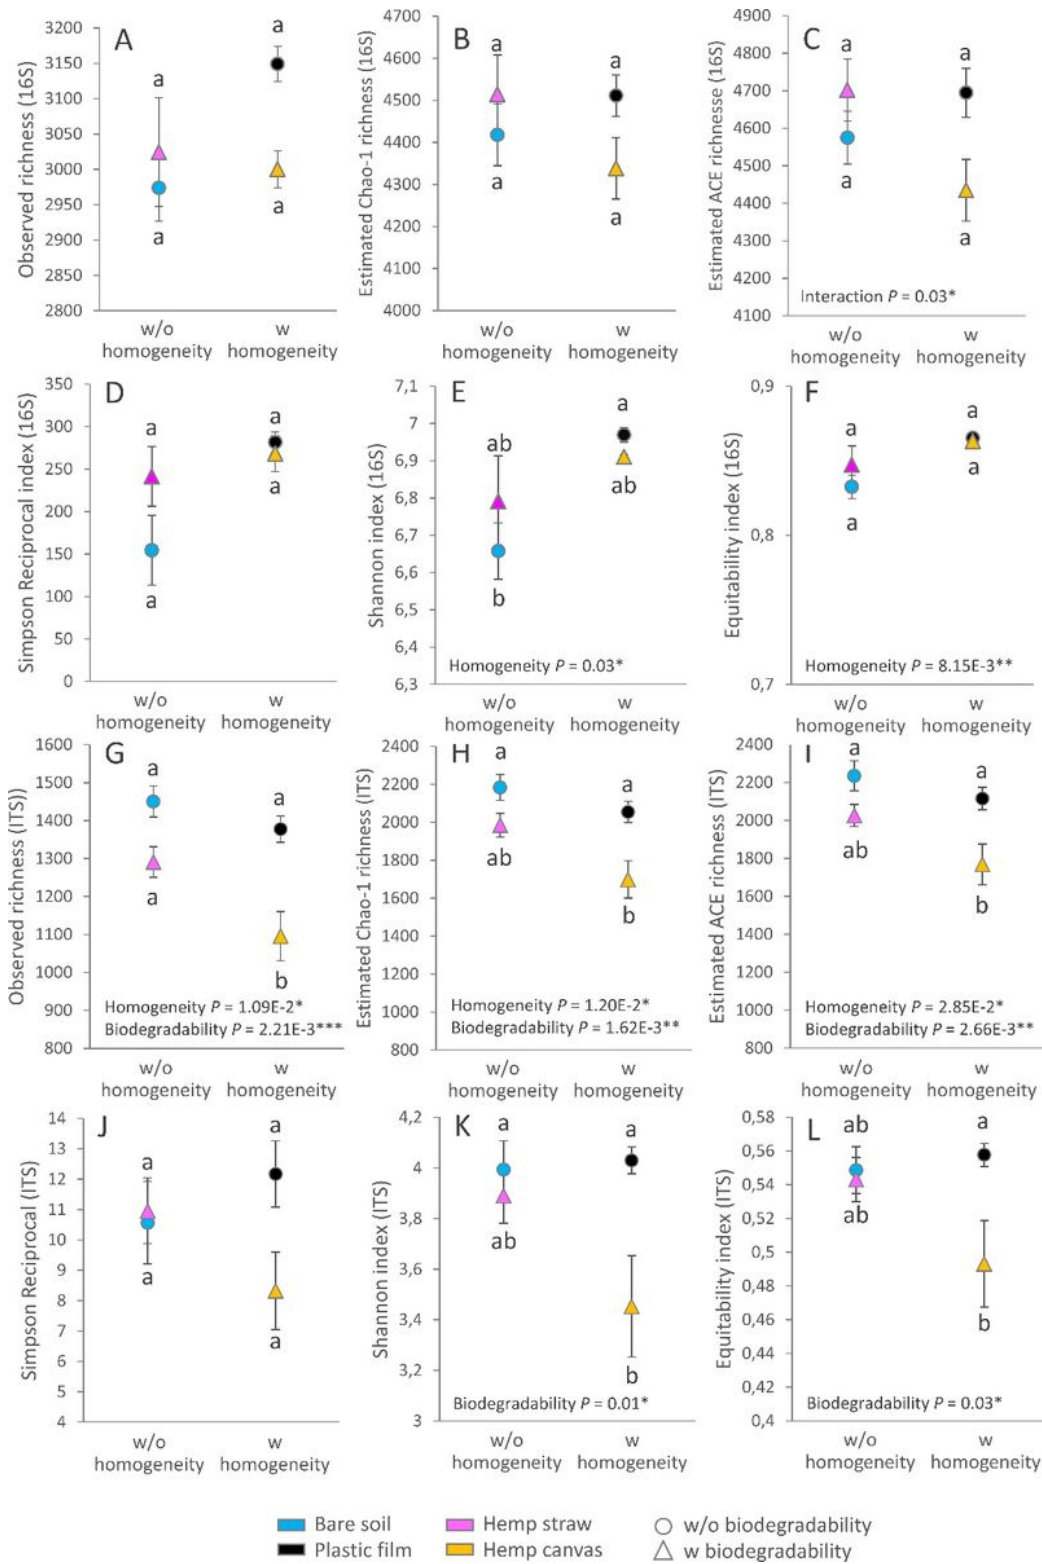 A
Observed richness (16S)
3200
3150
3100
3050
3000
2950
2900
2850
2800
a
a
a
a
w/o
homogeneity
w
homogeneity
B
Estimated Chao-1 richness (16S)
4700
4600
4500
4400
4300
4200
4100
4000
a
a
a
a
w/o
homogeneity
w
homogeneity
C
Estimated ACE richnesse (16S)
4900
4800
4700
4600
4500
4400
4300
4200
4100
a
a
a
a
Interaction P = 0.03*
w/o
homogeneity
w
homogeneity
D
Simpson Reciprocal index (16S)
350
300
250
200
150
100
50
0
a
a
a
a
w/o
homogeneity
w
homogeneity
E
Shannon index (16S)
7,1
7
6,9
6,8
6,7
6,6
6,5
6,4
6,3
ab
a
ab
b
Homogeneity P = 0.03*
w/o
homogeneity
w
homogeneity
F
Equitability index (16S)
0,9
0,8
0,7
a
a
a
a
Homogeneity P = 8.15E-3**
w/o
homogeneity
w
homogeneity
G
Observed richness (ITS))
1600
1500
1400
1300
1200
1100
1000
900
800
a
a
a
b
Homogeneity P = 1.09E-2*
Biodegradability P = 2.21E-3***
w/o
homogeneity
w
homogeneity
H
Estimated Chao-1 richness (ITS)
2400
2200
2000
1800
1600
1400
1200
1000
800
a
a
ab
b
Homogeneity P = 1.20E-2*
Biodegradability P = 1.62E-3**
w/o
homogeneity
w
homogeneity
I
Estimated ACE richness (ITS)
2400
2200
2000
1800
1600
1400
1200
1000
800
a
a
ab
b
Homogeneity P = 2.85E-2*
Biodegradability P = 2.66E-3**
w/o
homogeneity
w
homogeneity
J
Simpson Reciprocal (ITS)
14
13
12
11
10
9
8
7
6
5
4
a
a
a
a
w/o
homogeneity
w
homogeneity
K
Shannon index (ITS)
4,2
4
3,8
3,6
3,4
3,2
3
a
a
ab
b
Biodegradability P = 0.01*
w/o
homogeneity
w
homogeneity
L
Equitability index (ITS)
0,58
0,56
0,54
0,52
0,5
0,48
0,46
0,44
0,42
0,4
ab
a
ab
b
Biodegradability P = 0.03*
w/o
homogeneity
w
homogeneity
Bare soil
Hemp straw
w/o biodegradability
Plastic film
Hemp canvas
w biodegradability